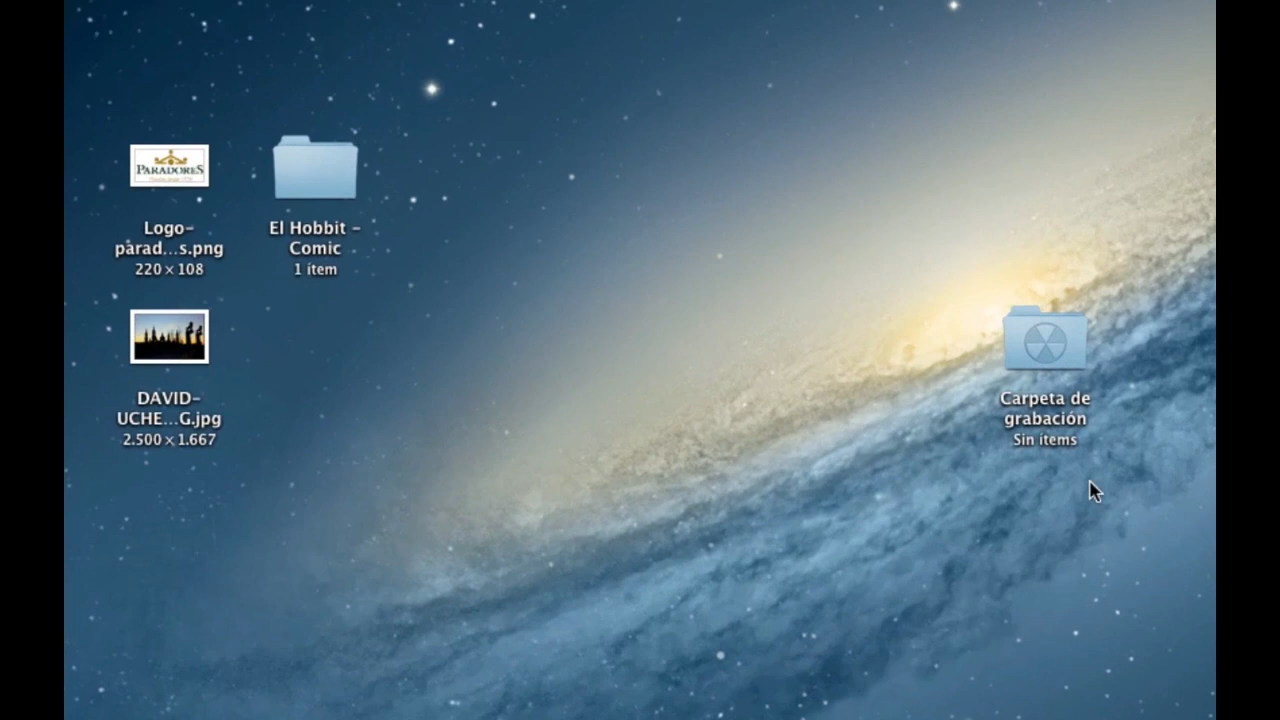 PARADORES
Logo-
parad...s.png
220×108
El Hobbit -
Comic
1 ítem
DAVID-
UCHE...G.jpg
2.500×1.667
Carpeta de
grabación
Sin ítems